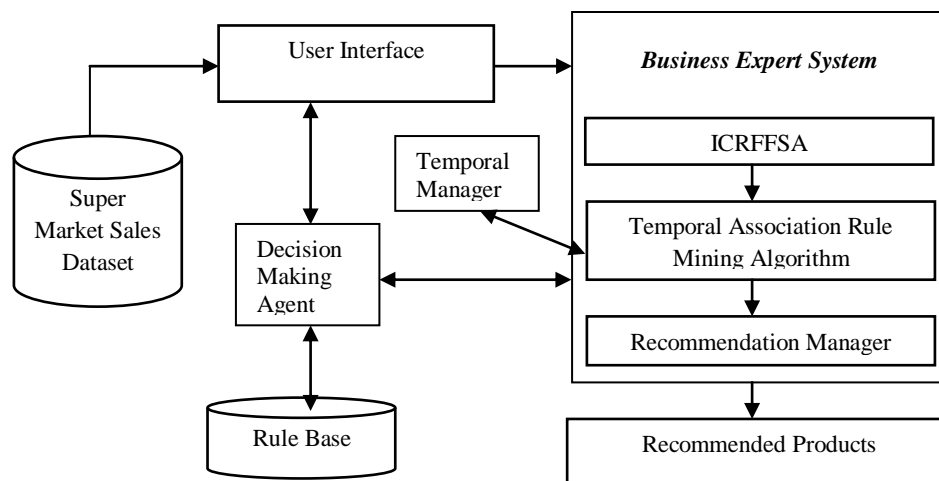 User Interface
Business Expert System
ICRFFSA
Temporal
Manager
Super
Market Sales
Dataset
Temporal Association Rule
Mining Algorithm
Decision
Making
Agent
Recommendation Manager
Rule Base
Recommended Products